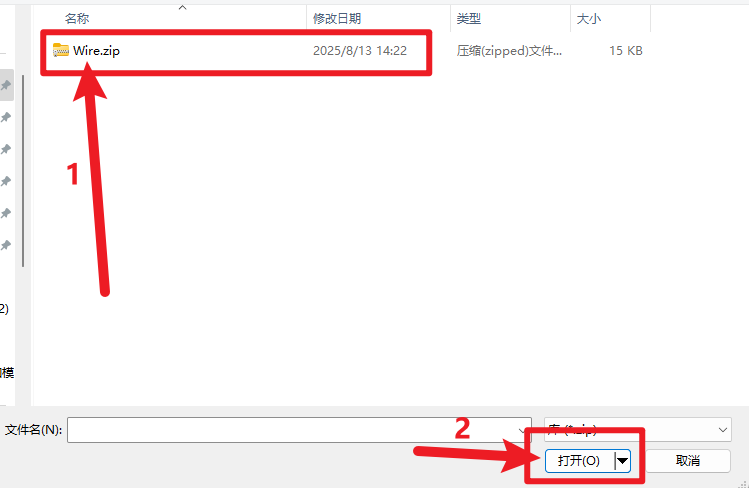 名称 修改日期 类型 大小
Wire.zip 2025/8/13 14:22 压缩(zipped)文件... 15 KB
1
2)
模
2
文件名(N):
打开(O) 取消